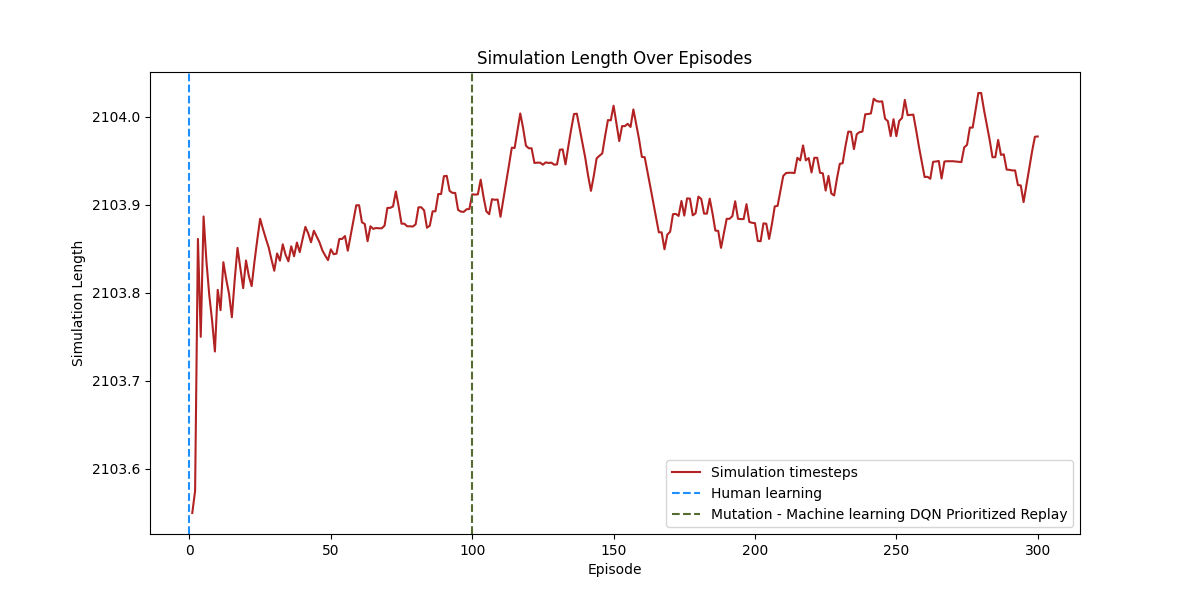 Simulation Length Over Episodes
Simulation Length
2104.0
2103.9
2103.8
2103.7
2103.6
Simulation timesteps
Human learning
Mutation - Machine learning DQN Prioritized Replay
0 50 100 150 200 250 300
Episode